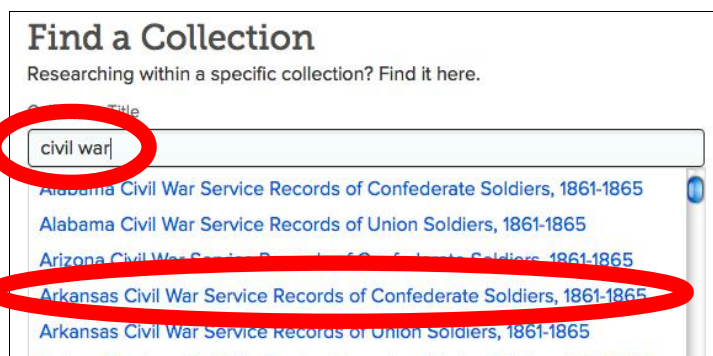 Find a Collection
Researching within a specific collection? Find it here.
Title
civil war
Alabama Civil War Service Records of Confederate Soldiers, 1861-1865
Alabama Civil War Service Records of Union Soldiers, 1861-1865
Arizona Civil War Service Records of Confederate Soldiers, 1861-1865
Arkansas Civil War Service Records of Confederate Soldiers, 1861-1865
Arkansas Civil War Service Records of Union Soldiers, 1861-1865